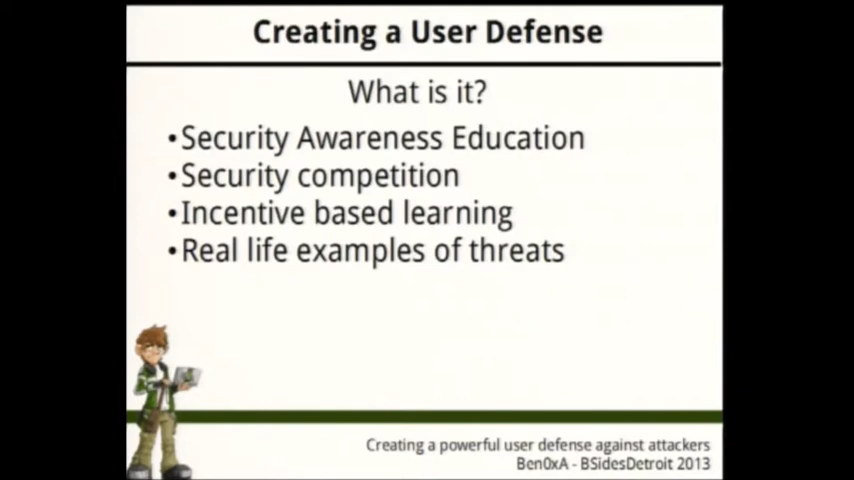 Creating a User Defense
What is it?
•Security Awareness Education
•Security competition
•Incentive based learning
•Real life examples of threats
Creating a powerful user defense against attackers
Ben0xA - BSidesDetroit 2013